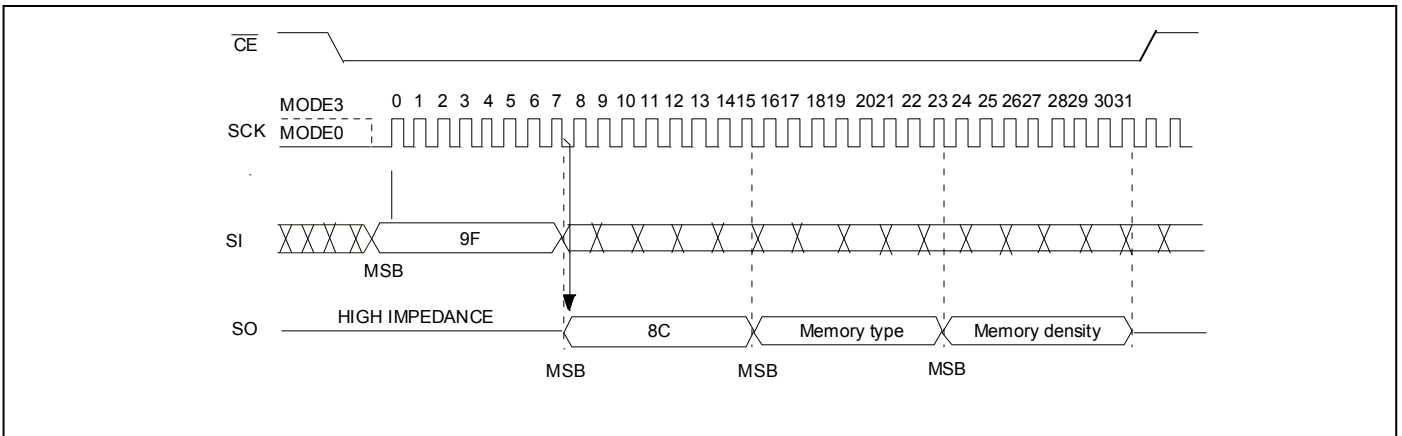 CE
MODE3 0 1 2 3 4 5 6 7 8 9 10 11 12 13 1415 1617 1819 2021 22 23 24 25 2627 2829 3031
SCK MODE0
SI 9F
MSB
SO HIGH IMPEDANCE 8C Memory type Memory density
MSB MSB MSB